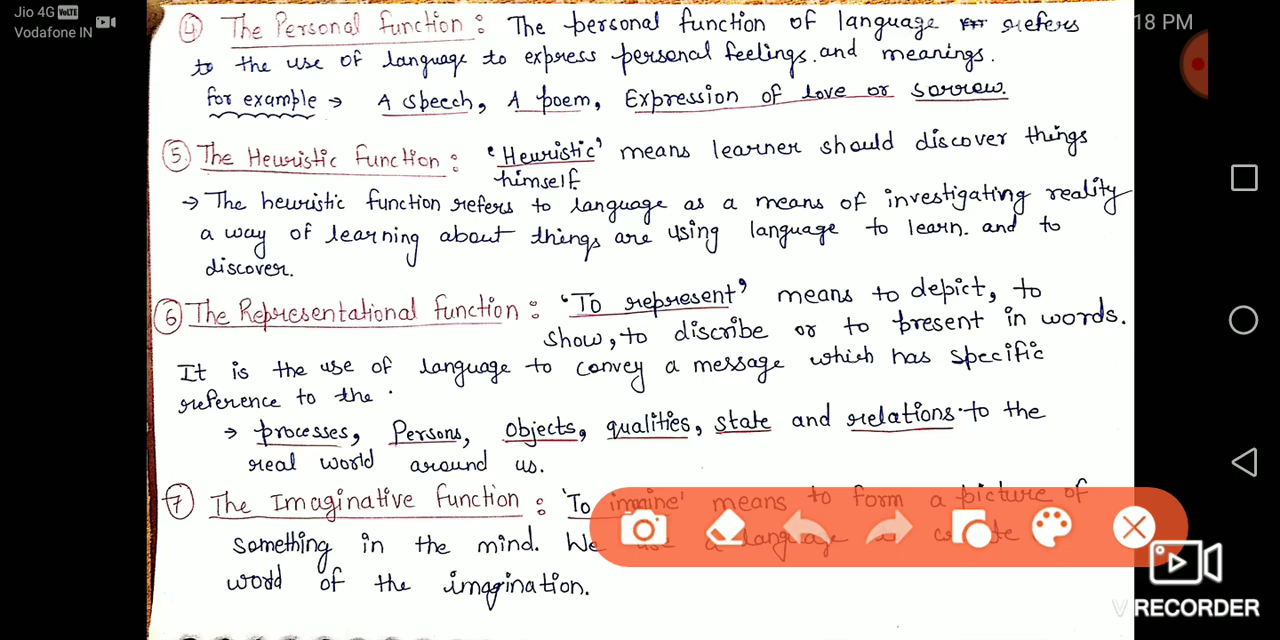 Jio 4G VoLTE
Vodafone IN
18 PM
④ The Personal Function : The personal function of language refers
to the use of language to express personal feelings. and meanings.
for example → A speech, A poem, Expression of love or sorrow.
⑤ The Heuristic Function : 'Heuristic' means learner should discover things
himself.
→ The heuristic function refers to language as a means of investigating reality
a way of learning about things are using language to learn. and to
discover.
⑥ The Representational function : 'To represent' means to depict, to
show, to discribe or to present in words.
It is the use of language to convey a message which has specific
reference to the
→ processes, Persons, objects, qualities, state and relations to the
real world around us.
⑦ The Imaginative function : 'To imgine' means to form a picture of
something in the mind. We a language create
word of the imagination.
V RECORDER